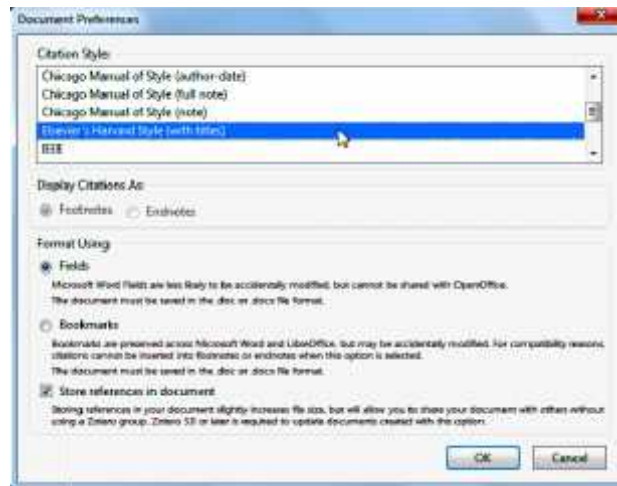 Document Preferences
Citation Style:
Chicago Manual of Style (author-date)
Chicago Manual of Style (full note)
Chicago Manual of Style (note)
Elsevier's Harvard Style (with titles)
IEEE
Display Citations As:
Footnotes Endnotes
Format Using:
Fields
Microsoft Word Fields are less likely to be accidentally modified, but cannot be shared with OpenOffice.
The document must be saved in the .doc or .docx file format.
Bookmarks
Bookmarks are preserved across Microsoft Word and LibreOffice, but may be accidentally modified. For compatibility reasons,
citations cannot be inserted into footnotes or endnotes when this option is selected.
The document must be saved in the .doc or .docx file format.
Store references in document
Storing references in your document slightly increases file size, but will allow you to share your document with others without
using a Zotero group. Zotero 3.0 or later is required to update documents created with this option.
OK Cancel